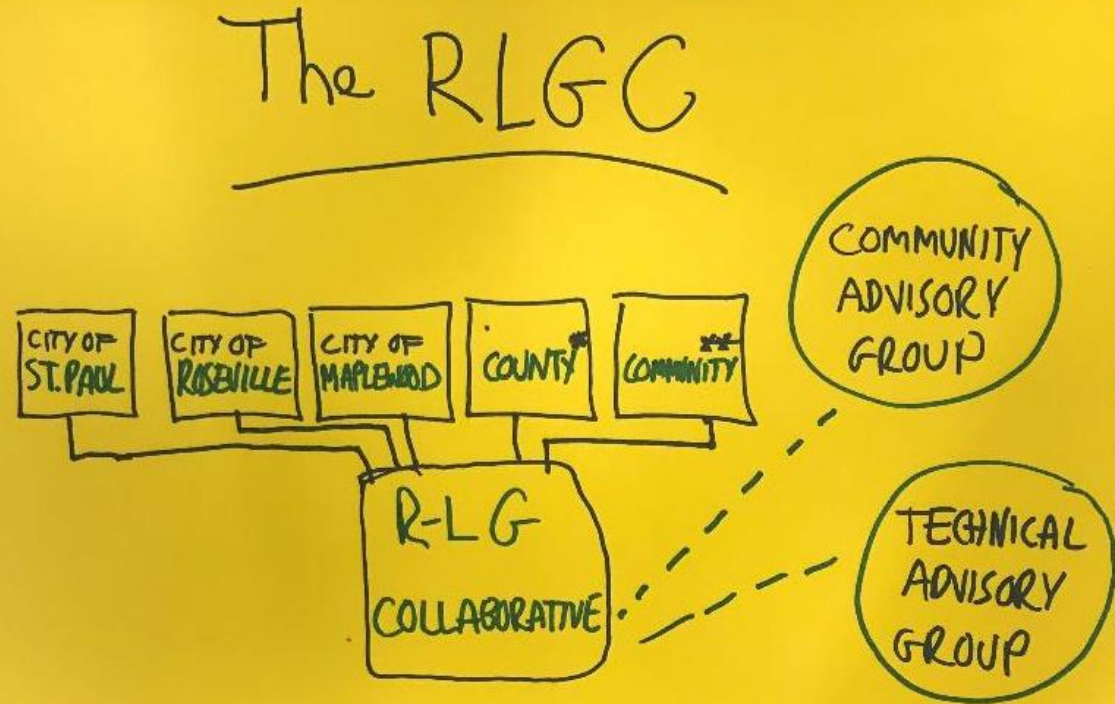 The RLGC
CITY OF
ST. PAUL
CITY OF
ROSEVILLE
CITY OF
MAPLEWOOD
COUNTY*
COMMUNITY**
R-LG
COLLABORATIVE
COMMUNITY
ADVISORY
GROUP
TECHNICAL
ADVISORY
GROUP